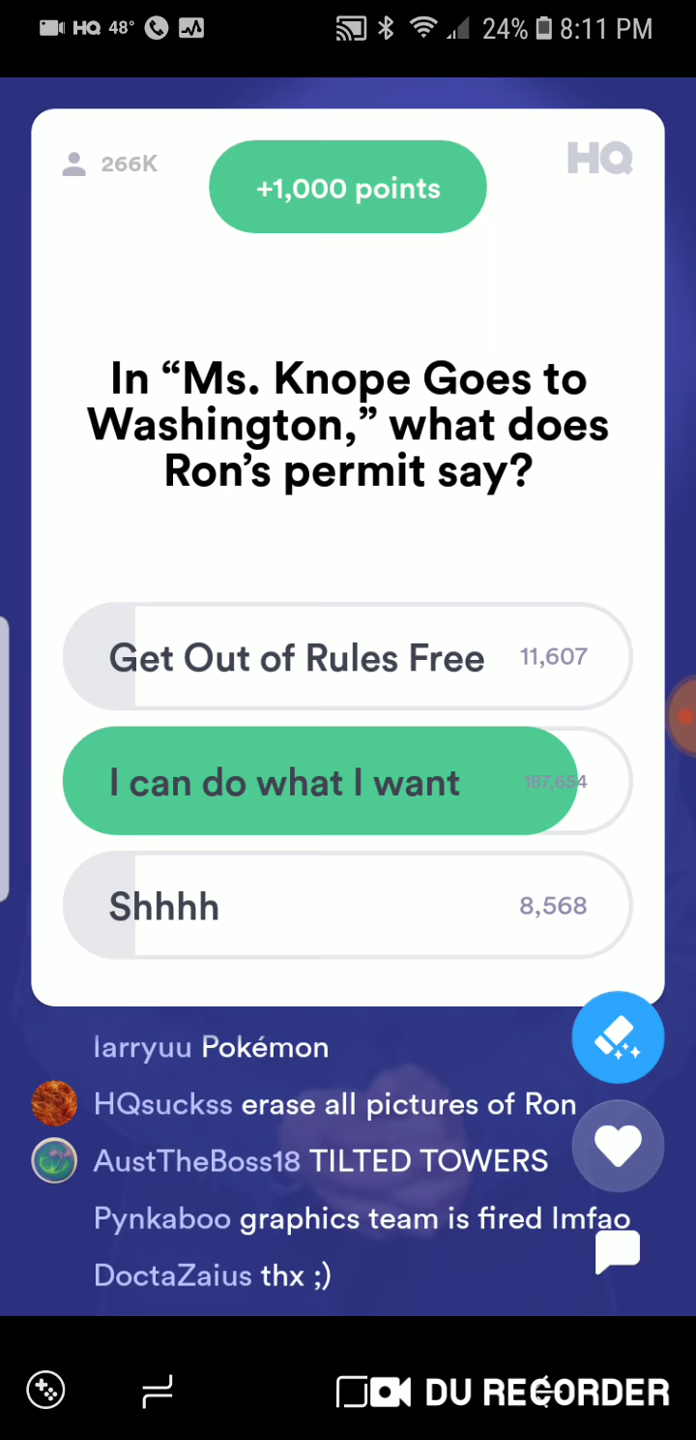 HQ 48° 24% 8:11 PM
266K +1,000 points HQ
In “Ms. Knope Goes to
Washington,” what does
Ron’s permit say?
Get Out of Rules Free 11,607
I can do what I want 187,654
Shhhh 8,568
larryuu Pokémon
HQsuckss erase all pictures of Ron
AustTheBoss18 TILTED TOWERS
Pynkaboo graphics team is fired lmfao
DoctaZaius thx ;)
DU RECORDER